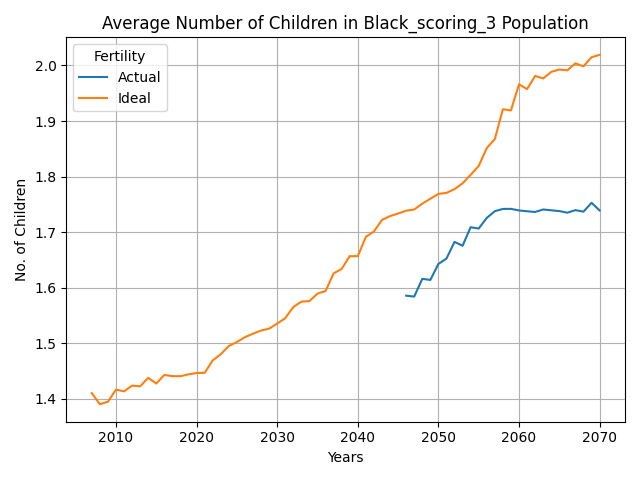 Average Number of Children in Black_scoring_3 Population
Fertility
Actual
Ideal
No. of Children
2.0
1.9
1.8
1.7
1.6
1.5
1.4
2010 2020 2030 2040 2050 2060 2070
Years